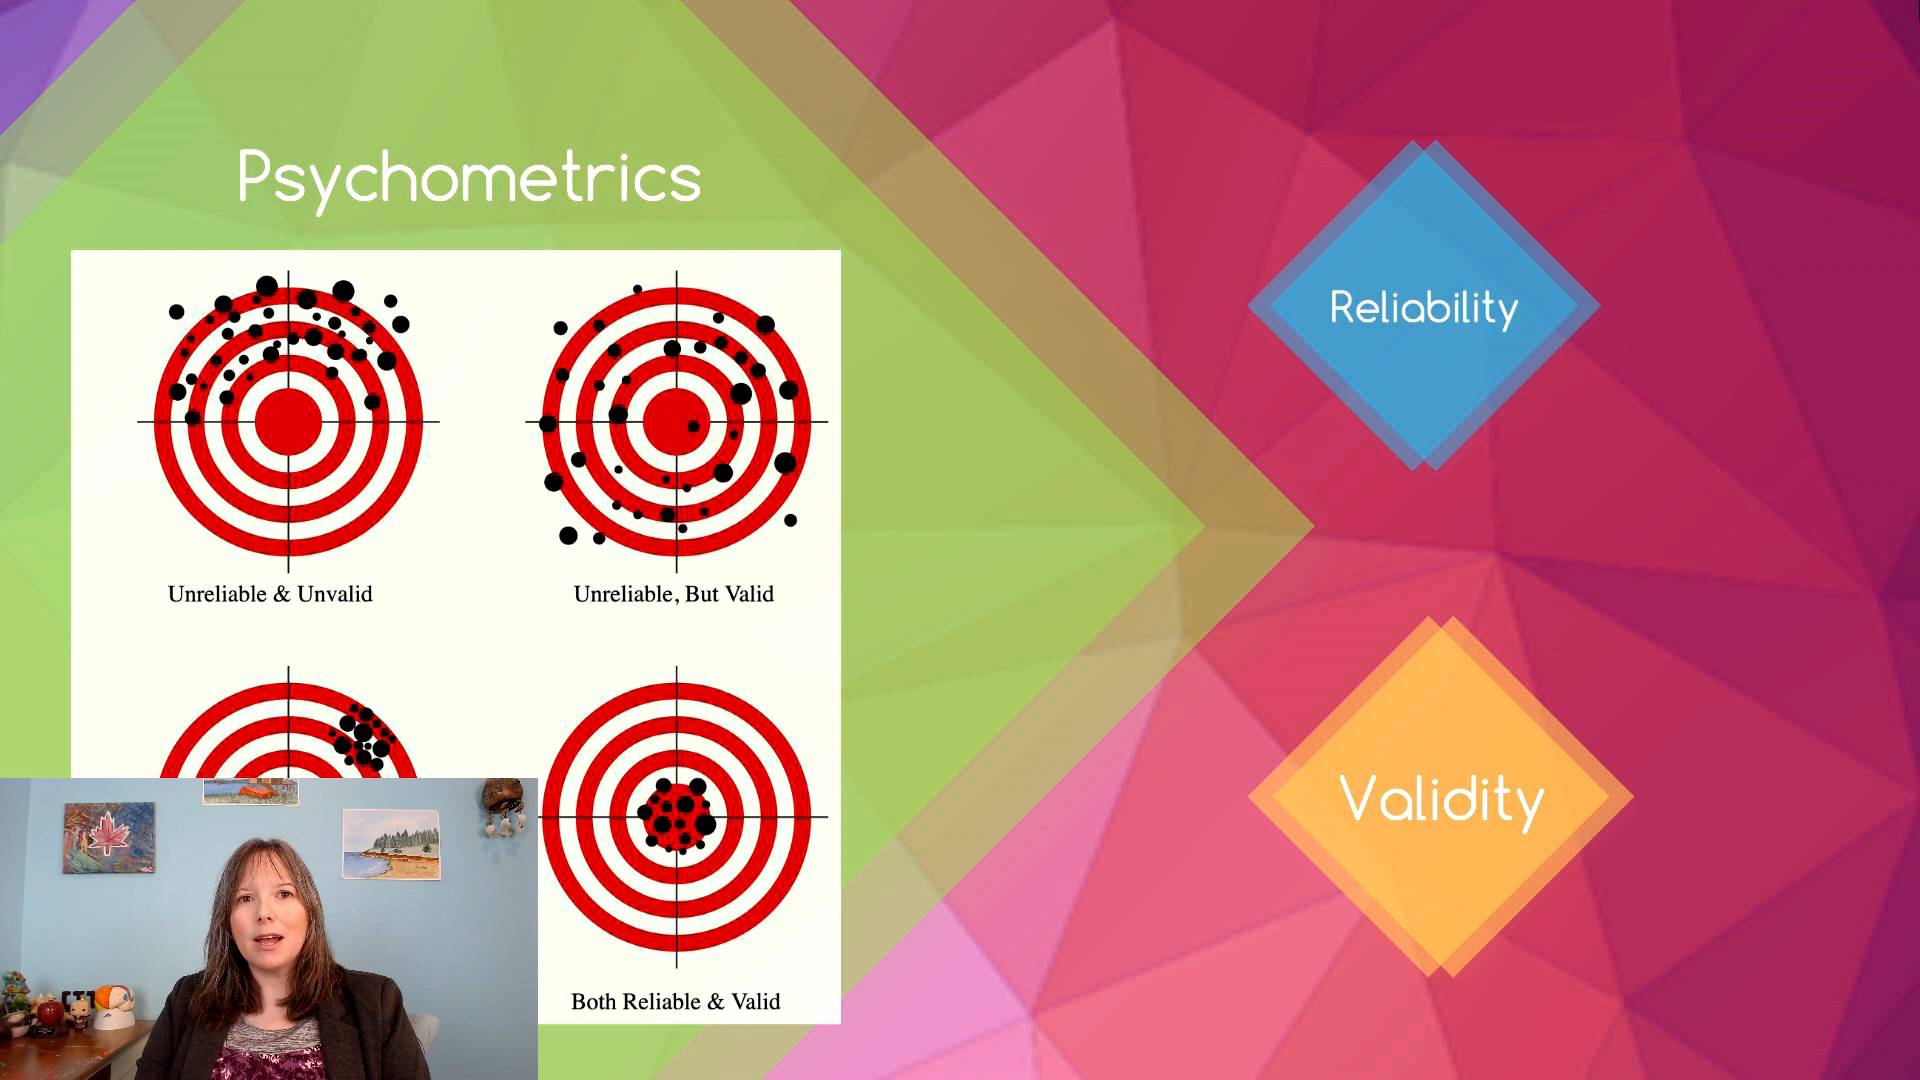 Psychometrics
Reliability
Unreliable & Unvalid
Unreliable, But Valid
Validity
Both Reliable & Valid